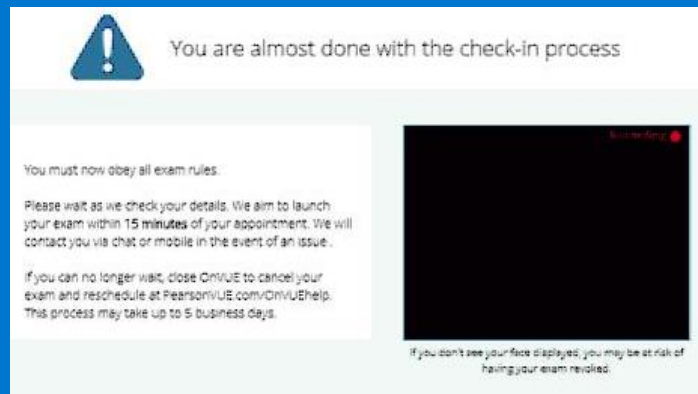 You are almost done with the check-in process
You must now obey all exam rules.
Please wait as we check your details. We aim to launch
your exam within 15 minutes of your appointment. We will
contact you via chat or mobile in the event of an issue .
If you can no longer wait, close OnVUE to cancel your
exam and reschedule at PearsonVUE.com/OnVUEhelp.
This process may take up to 5 business days.
Recording
If you don't see your face displayed, you may be at risk of
having your exam revoked.